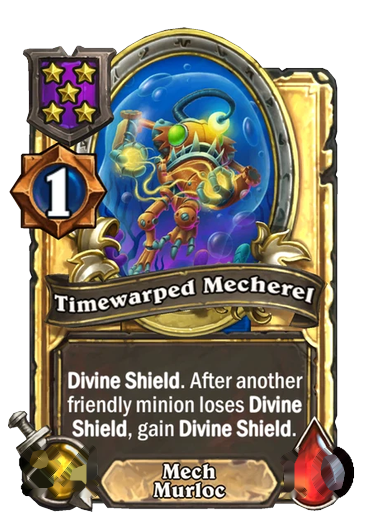 1
Timewarped Mecherel
Divine Shield. After another
friendly minion loses Divine
Shield, gain Divine Shield.
Mech
Murloc